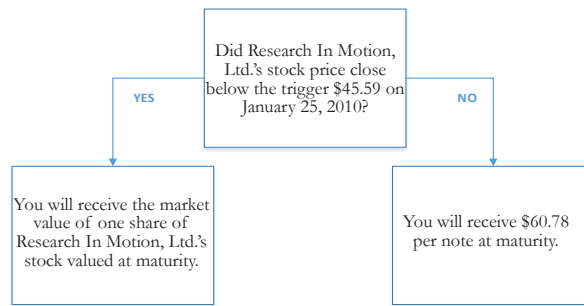 Did Research In Motion,
Ltd.'s stock price close
below the trigger $45.59 on
January 25, 2010?
YES
NO
You will receive the market
value of one share of
Research In Motion, Ltd.'s
stock valued at maturity.
You will receive $60.78
per note at maturity.